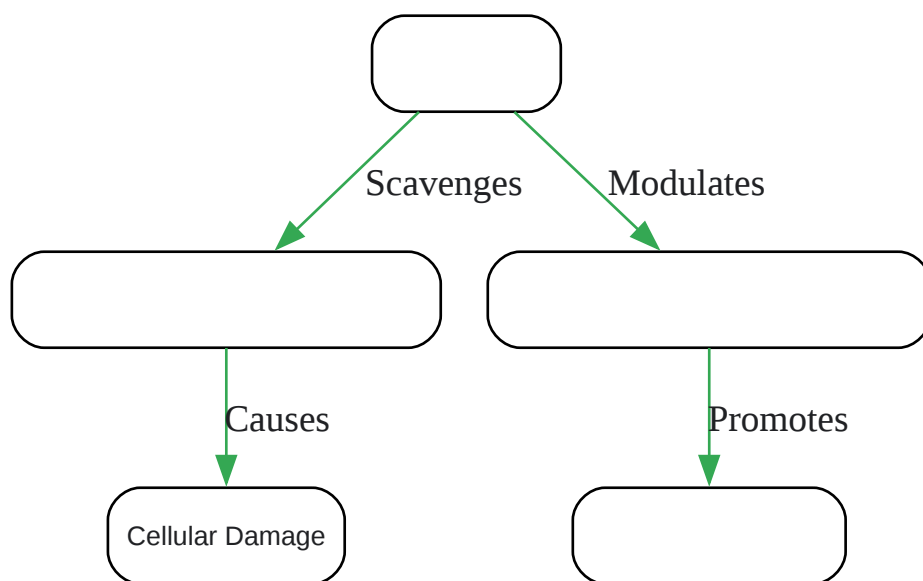 Scavenges
Modulates
Causes
Promotes
Cellular Damage